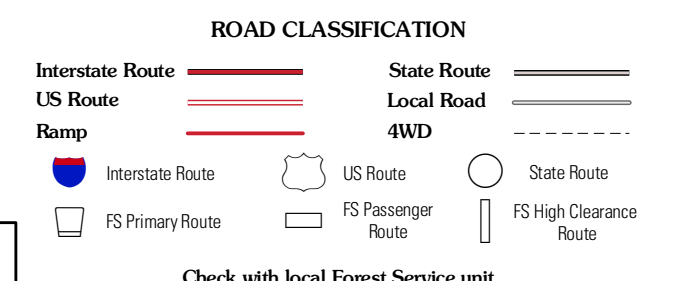 ROAD CLASSIFICATION
Interstate Route
State Route
US Route
Local Road
Ramp
4WD
Interstate Route
US Route
State Route
FS Primary Route
FS Passenger
Route
FS High Clearance
Route
Check with local Forest Service unit